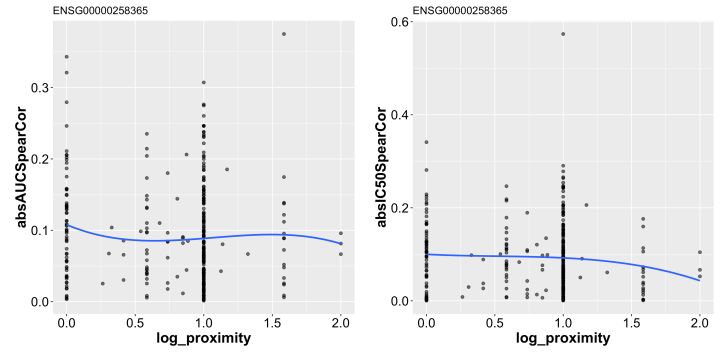 ENSG00000258365
absAUCSpearCor
0.3
0.2
0.1
0.0
0.0 0.5 1.0 1.5 2.0
log_proximity
ENSG00000258365
absIC50SpearCor
0.6
0.4
0.2
0.0
0.0 0.5 1.0 1.5 2.0
log_proximity